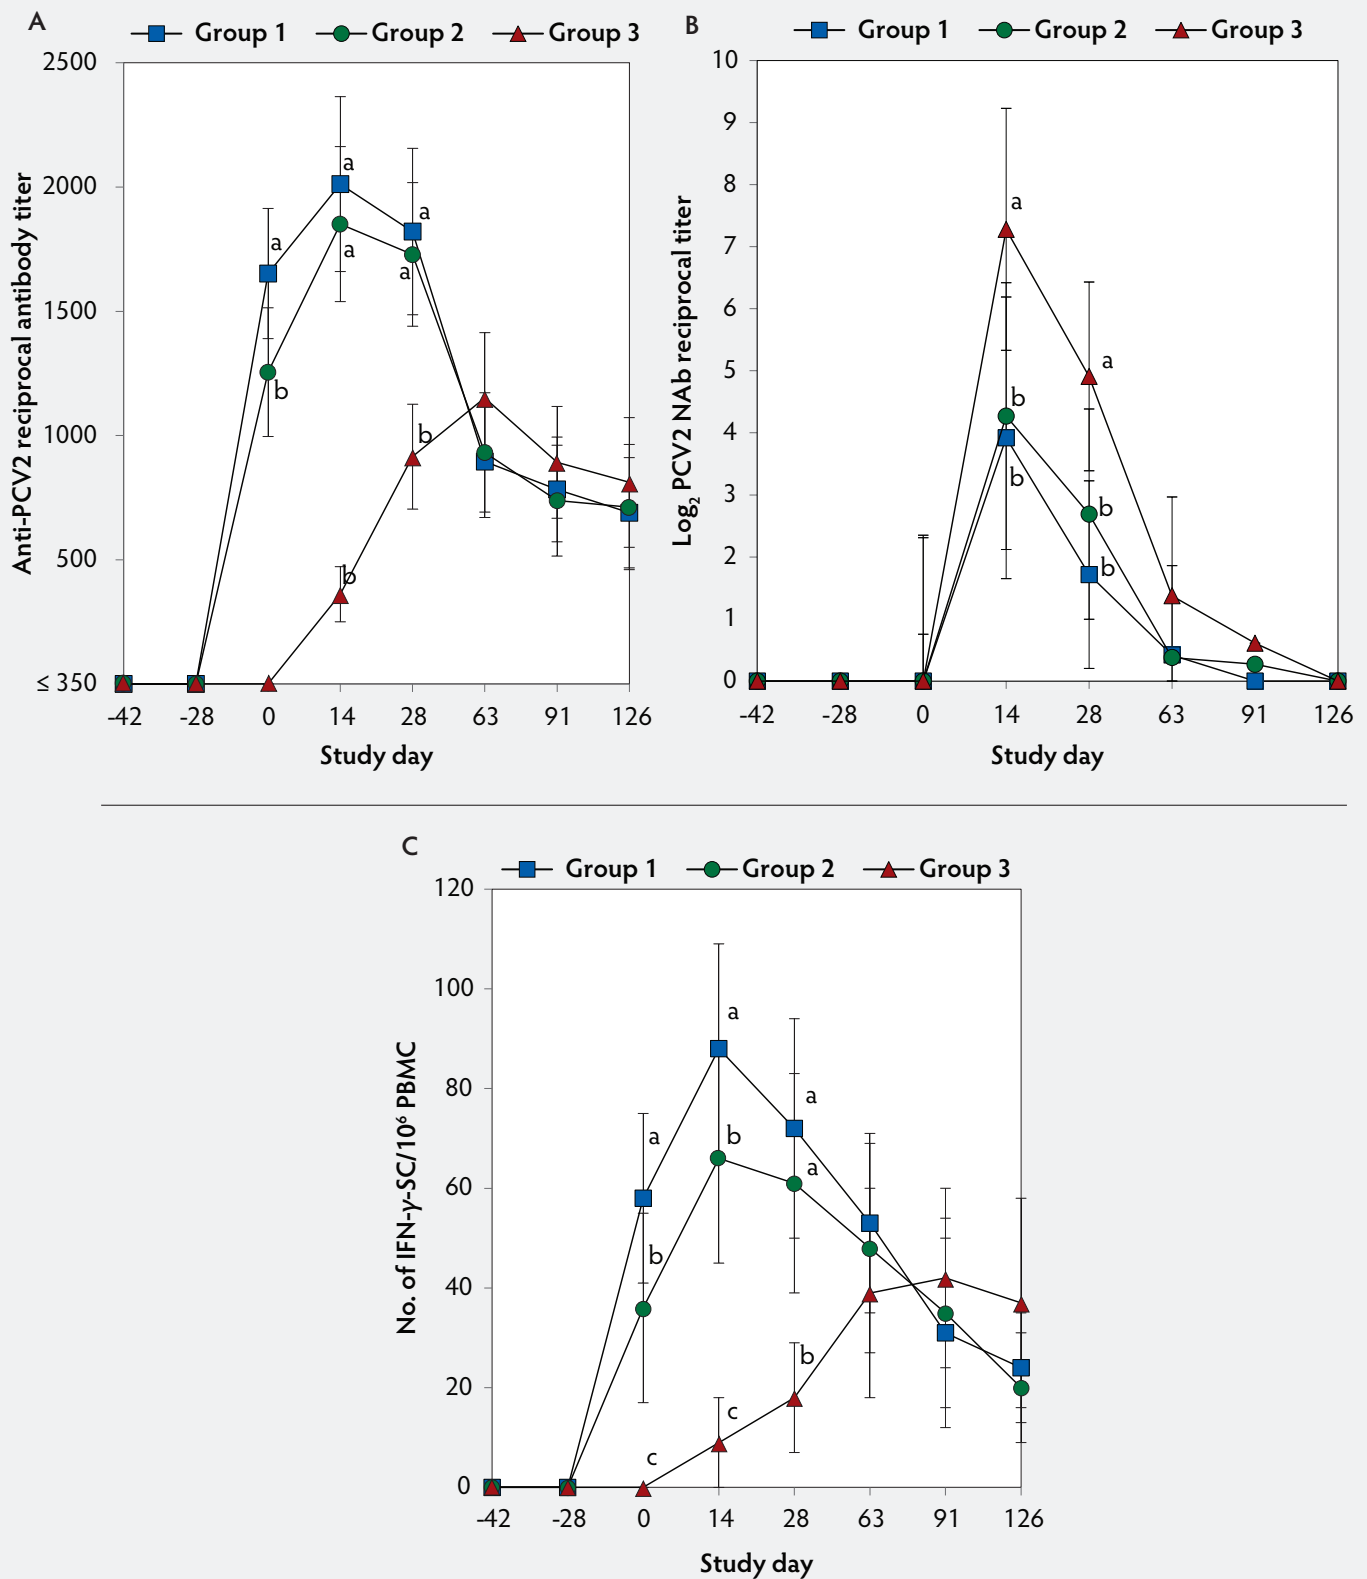 A
Group 1 Group 2 Group 3
2500
2000
1500
1000
500
≤ 350
Anti-PCV2 reciprocal antibody titer
a
b
a
a
b
a
a
b
-42 -28 0 14 28 63 91 126
Study day
B
Group 1 Group 2 Group 3
10
9
8
7
6
5
4
3
2
1
0
Log₂ PCV2 NAb reciprocal titer
a
b
b
a
b
b
-42 -28 0 14 28 63 91 126
Study day
C
Group 1 Group 2 Group 3
120
100
80
60
40
20
0
No. of IFN-γ-SC/10⁶ PBMC
a
b
c
a
b
c
a
a
b
-42 -28 0 14 28 63 91 126
Study day